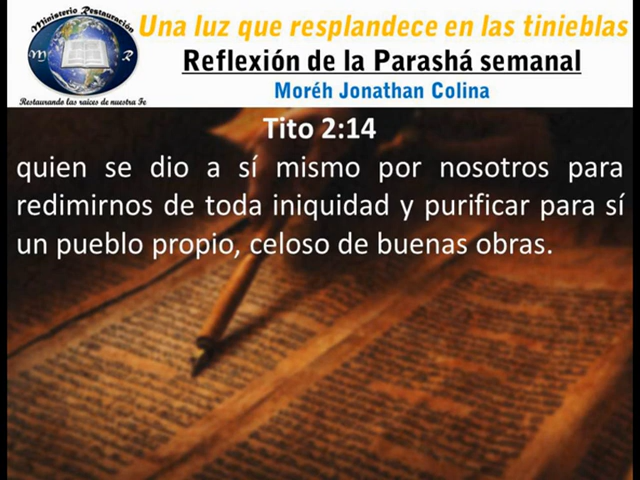 Ministerio Restauración
M R
Restaurando las raíces de nuestra Fe
Una luz que resplandece en las tinieblas
Reflexión de la Parashá semanal
Moréh Jonathan Colina
Tito 2:14
quien se dio a sí mismo por nosotros para
redimirnos de toda iniquidad y purificar para sí
un pueblo propio, celoso de buenas obras.